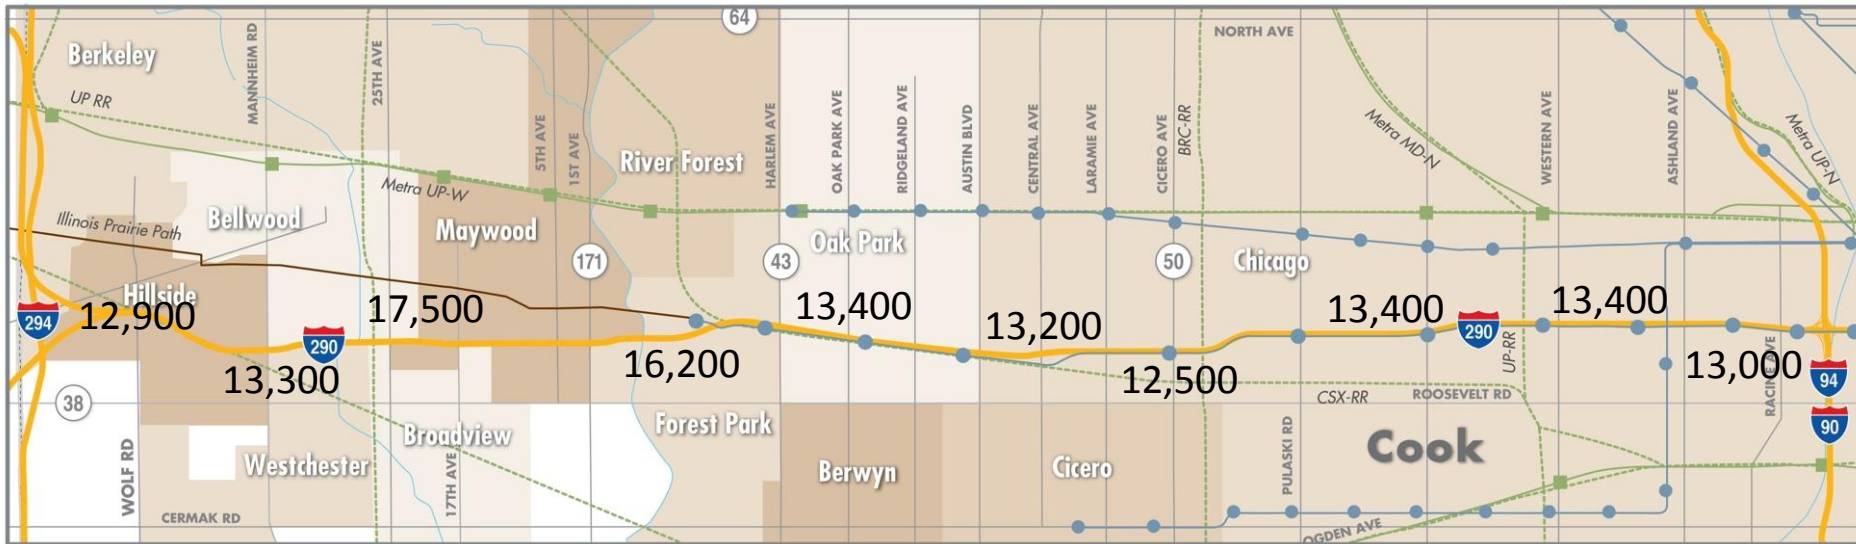 64
Berkeley
UP RR
MANNHEIM RD
25TH AVE
5TH AVE
1ST AVE
River Forest
HARLEM AVE
OAK PARK AVE
RIDGELAND AVE
AUSTIN BLVD
CENTRAL AVE
LARAMIE AVE
CICERO AVE
BRC-RR
NORTH AVE
Metra MD-N
WESTERN AVE
ASHLAND AVE
Metra UP-N
Metra UP-W
Illinois Prairie Path
Bellwood
Maywood
171
43
Oak Park
50
Chicago
Hillside
294
12,900
290
17,500
13,300
16,200
13,400
13,200
12,500
13,400
290
13,400
UP-RR
13,000
RACINE AVE
94
90
38
CSX-RR
ROOSEVELT RD
Forest Park
Broadview
Westchester
WOLF RD
17TH AVE
CERMAK RD
Berwyn
Cicero
PULASKI RD
Cook
OGDEN AVE